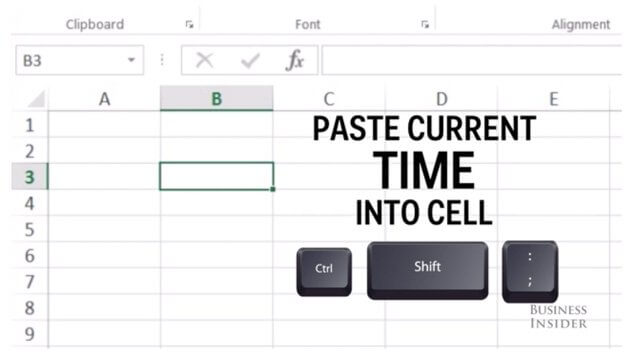 Clipboard Font Alignment
B3 fx
A B C D E
1
2
3
4
5
6
7
8
9
PASTE CURRENT
TIME
INTO CELL
Ctrl Shift :
;
BUSINESS
INSIDER